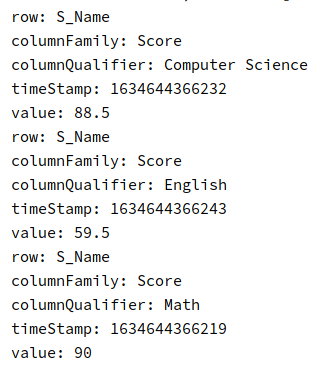 row: S_Name
columnFamily: Score
columnQualifier: Computer Science
timeStamp: 1634644366232
value: 88.5
row: S_Name
columnFamily: Score
columnQualifier: English
timeStamp: 1634644366243
value: 59.5
row: S_Name
columnFamily: Score
columnQualifier: Math
timeStamp: 1634644366219
value: 90